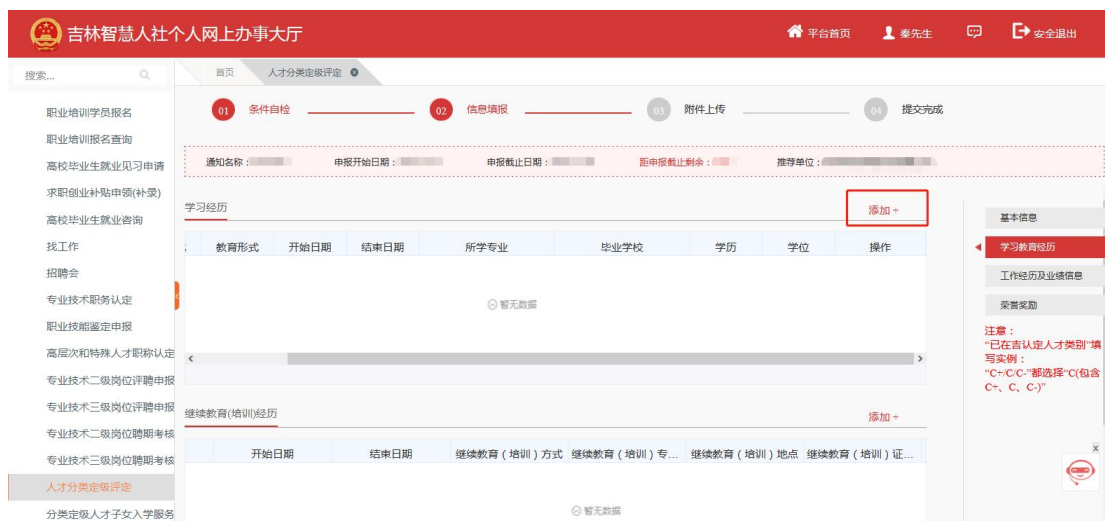 吉林智慧人社个人网上办事大厅
平台首页
秦先生
安全退出
搜索...
首页
人才分类定级评定
01 条件自检
02 信息填报
03 附件上传
04 提交完成
通知名称：
申报开始日期：
申报截止日期：
距申报截止剩余：
推荐单位：
职业培训学员报名
职业培训报名查询
高校毕业生就业见习申请
求职创业补贴申领(补录)
高校毕业生就业咨询
找工作
招聘会
专业技术职务认定
职业技能鉴定申报
高层次和特殊人才职称认定
专业技术二级岗位评聘申报
专业技术三级岗位评聘申报
专业技术二级岗位聘期考核
专业技术三级岗位聘期考核
人才分类定级评定
分类定级人才子女入学服务
学习经历
添加+
教育形式 开始日期 结束日期 所学专业 毕业学校 学历 学位 操作
暂无数据
继续教育(培训)经历
添加+
开始日期 结束日期 继续教育（培训）方式 继续教育（培训）专... 继续教育（培训）地点 继续教育（培训）证...
暂无数据
基本信息
学习教育经历
工作经历及业绩信息
荣誉奖励
注意：
“已在吉认定人才类别”填
写实例：
“C+/C/C-”都选择“C(包含
C+、C、C-)”
x